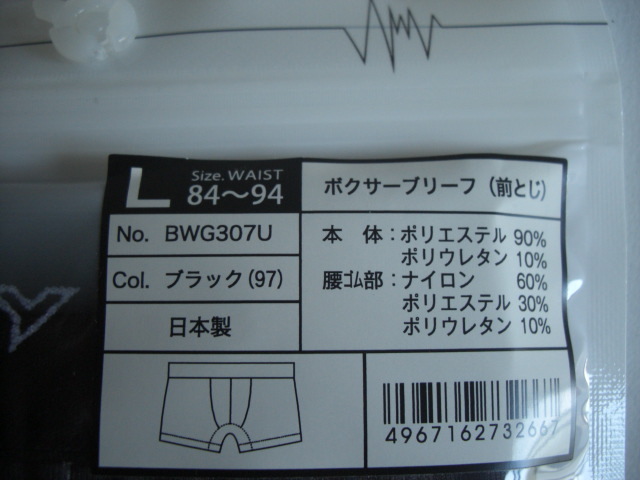 L Size. WAIST 84～94
ボクサーブリーフ (前とじ)
No. BWG307U
Col. ブラック (97)
日本製
本 体：ポリエステル 90%
ポリウレタン 10%
腰ゴム部：ナイロン 60%
ポリエステル 30%
ポリウレタン 10%
4967162732667